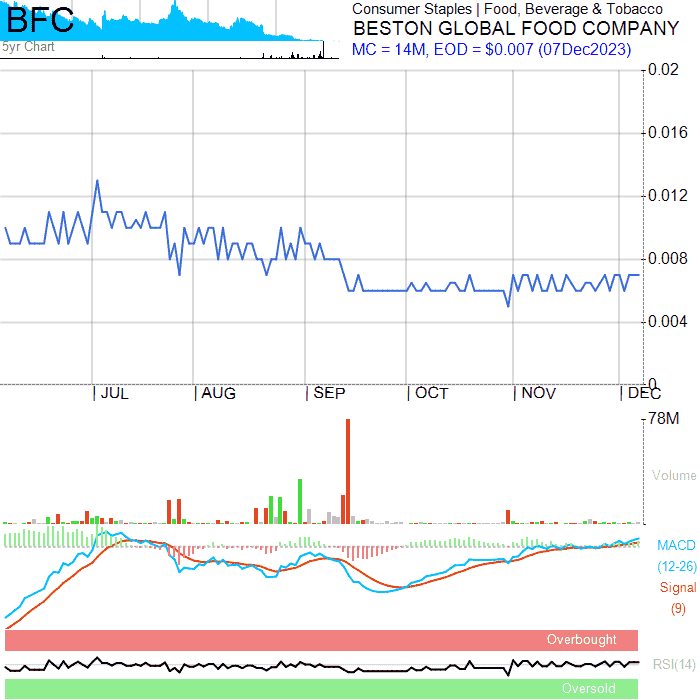 BFC
5yr Chart
Consumer Staples | Food, Beverage & Tobacco
BESTON GLOBAL FOOD COMPANY
MC = 14M, EOD = $0.007 (07Dec2023)
0.02
0.016
0.012
0.008
0.004
0
JUL
AUG
SEP
OCT
NOV
DEC
78M
Volume
MACD
(12-26)
Signal
(9)
Overbought
RSI(14)
Oversold